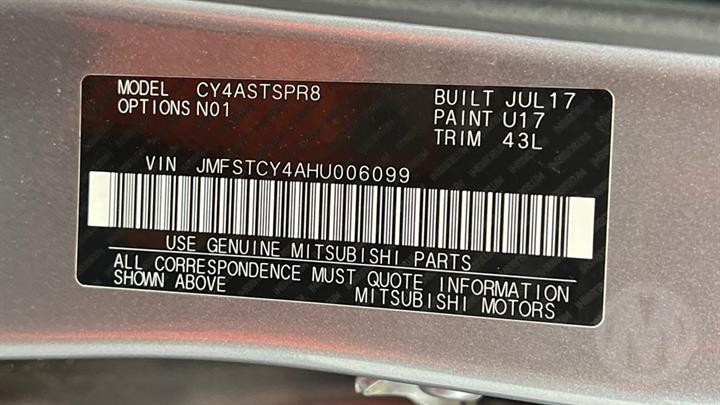 MODEL CY4ASTSPR8 BUILT JUL17
OPTIONS N01 PAINT U17
TRIM 43L
VIN JMFSTCY4AHU006099
USE GENUINE MITSUBISHI PARTS
ALL CORRESPONDENCE MUST QUOTE INFORMATION
SHOWN ABOVE MITSUBISHI MOTORS